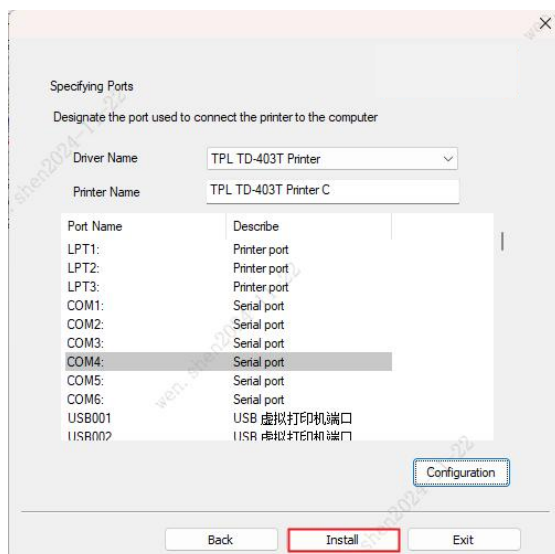 Specifying Ports
Designate the port used to connect the printer to the computer
Driver Name TPL TD-403T Printer
Printer Name TPL TD-403T Printer C
Port Name Describe
LPT1: Printer port
LPT2: Printer port
LPT3: Printer port
COM1: Serial port
COM2: Serial port
COM3: Serial port
COM4: Serial port
COM5: Serial port
COM6: Serial port
USB001 USB 虚拟打印机端口
USB002 USB 虚拟打印机端口
Configuration
Back Install Exit
wen. shen2024-11-22